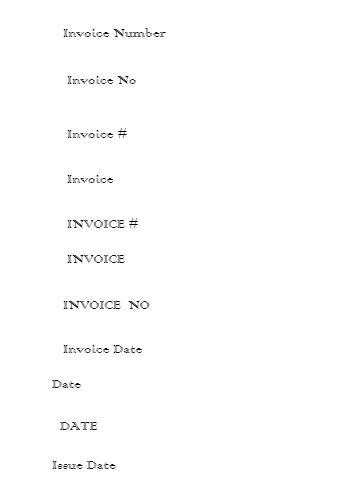 Invoice Number
Invoice No
Invoice #
Invoice
INVOICE #
INVOICE
INVOICE NO
Invoice Date
Date
DATE
Issue Date